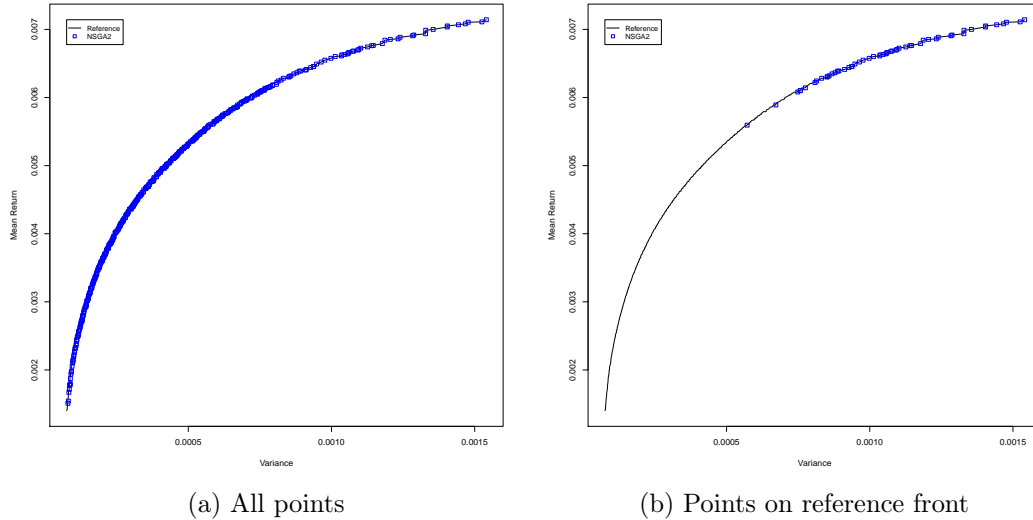 Reference
NSGA2
0.007
0.006
0.005
0.004
0.003
0.002
Mean Return
0.0005
0.0010
0.0015
Variance
(a) All points
Reference
NSGA2
0.007
0.006
0.005
0.004
0.003
0.002
Mean Return
0.0005
0.0010
0.0015
Variance
(b) Points on reference front